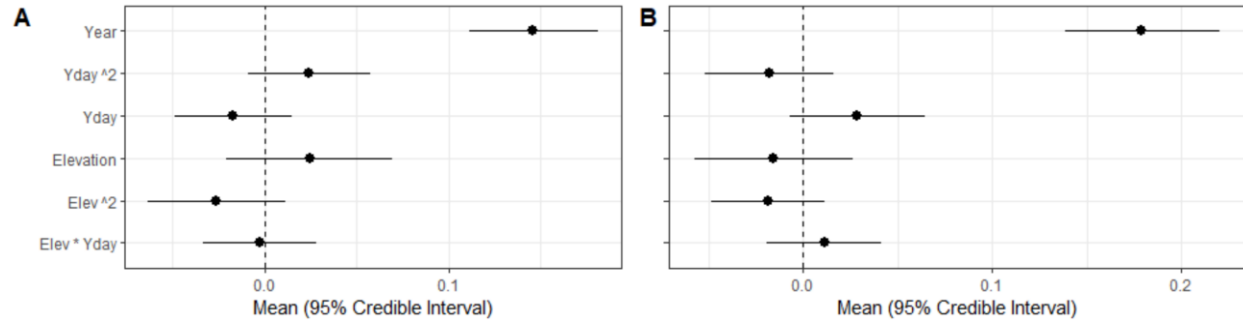 A
B
Year
Yday ^2
Yday
Elevation
Elev ^2
Elev * Yday
0.0
0.1
0.0
0.1
0.2
Mean (95% Credible Interval)
Mean (95% Credible Interval)